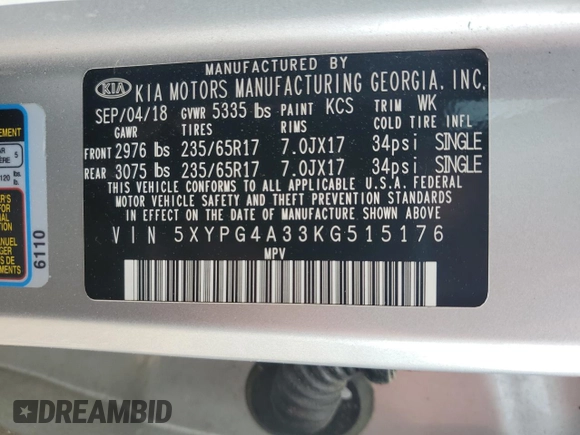 MANUFACTURED BY
KIA KIA MOTORS MANUFACTURING GEORGIA, INC.
SEP/04/18 GVWR 5335 lbs PAINT KCS TRIM WK
GAWR TIRES RIMS COLD TIRE INFL
FRONT 2976 lbs 235/65R17 7.0JX17 34psi SINGLE
REAR 3075 lbs 235/65R17 7.0JX17 34psi SINGLE
THIS VEHICLE CONFORMS TO ALL APPLICABLE U.S.A. FEDERAL
MOTOR VEHICLE SAFETY AND THEFT PREVENTION STANDARDS
IN EFFECT ON THE DATE OF MANUFACTURE SHOWN ABOVE.
VIN 5XYPG4A33KG515176
MPV
6110
DREAMBID